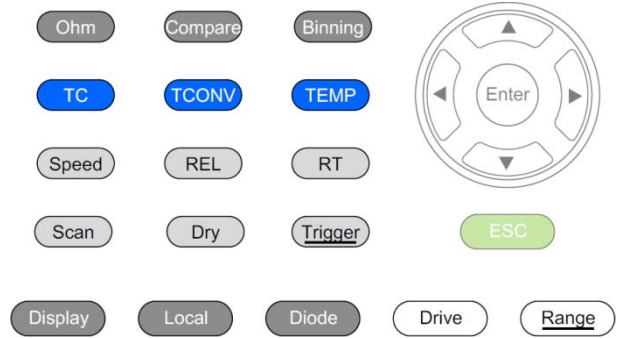 Ohm Compare Binning
TC TCONV TEMP Enter
Speed REL RT
Scan Dry Trigger ESC
Display Local Diode Drive Range